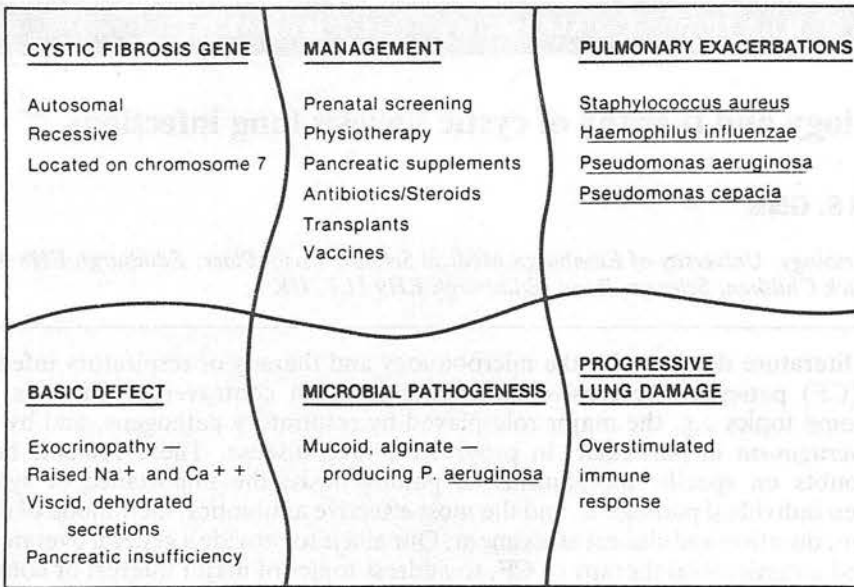 CYSTIC FIBROSIS GENE
Autosomal
Recessive
Located on chromosome 7
MANAGEMENT
Prenatal screening
Physiotherapy
Pancreatic supplements
Antibiotics/Steroids
Transplants
Vaccines
PULMONARY EXACERBATIONS
Staphylococcus aureus
Haemophilus influenzae
Pseudomonas aeruginosa
Pseudomonas cepacia
BASIC DEFECT
Exocrinopathy —
Raised Na+ and Ca++
Viscid, dehydrated
secretions
Pancreatic insufficiency
MICROBIAL PATHOGENESIS
Mucoid, alginate —
producing P. aeruginosa
PROGRESSIVE
LUNG DAMAGE
Overstimulated
immune
response